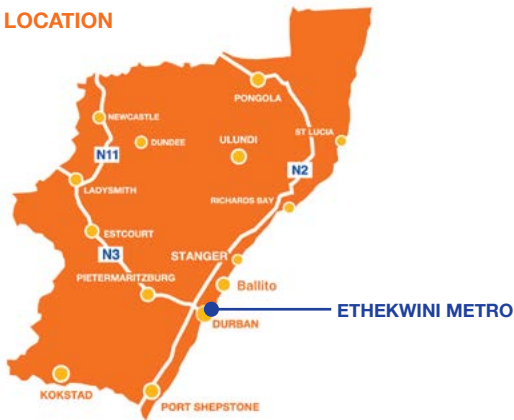 LOCATION
PONGOLA
NEWCASTLE
DUNDEE
ULUNDI
ST LUCIA
N11
N2
LADYSMITH
RICHARDS BAY
ESTCOURT
N3
STANGER
PIETERMARITZBURG
Ballito
ETHEKWINI METRO
DURBAN
KOKSTAD
PORT SHEPSTONE